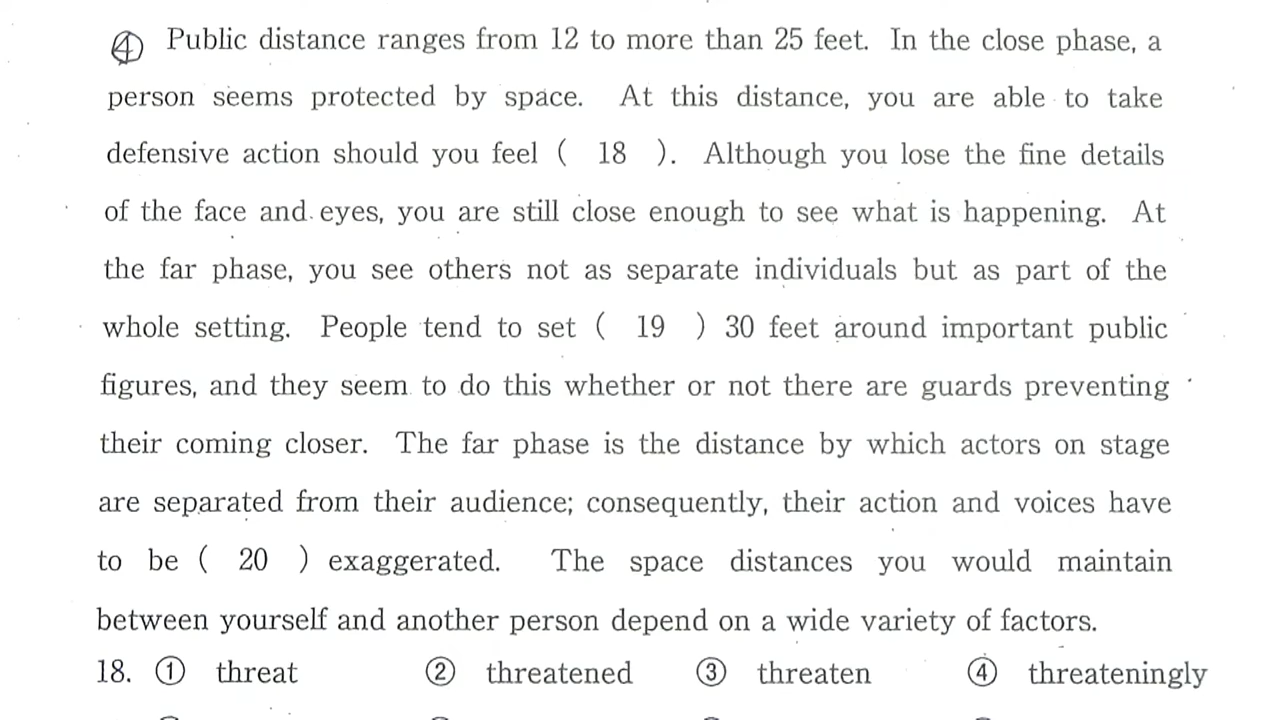 ④ Public distance ranges from 12 to more than 25 feet. In the close phase, a
person seems protected by space. At this distance, you are able to take
defensive action should you feel ( 18 ). Although you lose the fine details
of the face and eyes, you are still close enough to see what is happening. At
the far phase, you see others not as separate individuals but as part of the
whole setting. People tend to set ( 19 ) 30 feet around important public
figures, and they seem to do this whether or not there are guards preventing
their coming closer. The far phase is the distance by which actors on stage
are separated from their audience; consequently, their action and voices have
to be ( 20 ) exaggerated. The space distances you would maintain
between yourself and another person depend on a wide variety of factors.
18. ① threat ② threatened ③ threaten ④ threateningly